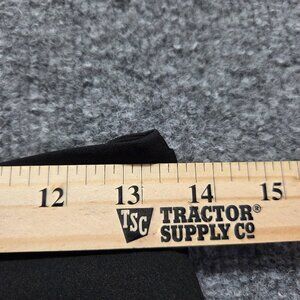 12 13 14 15
TSC TRACTOR®
SUPPLY CO